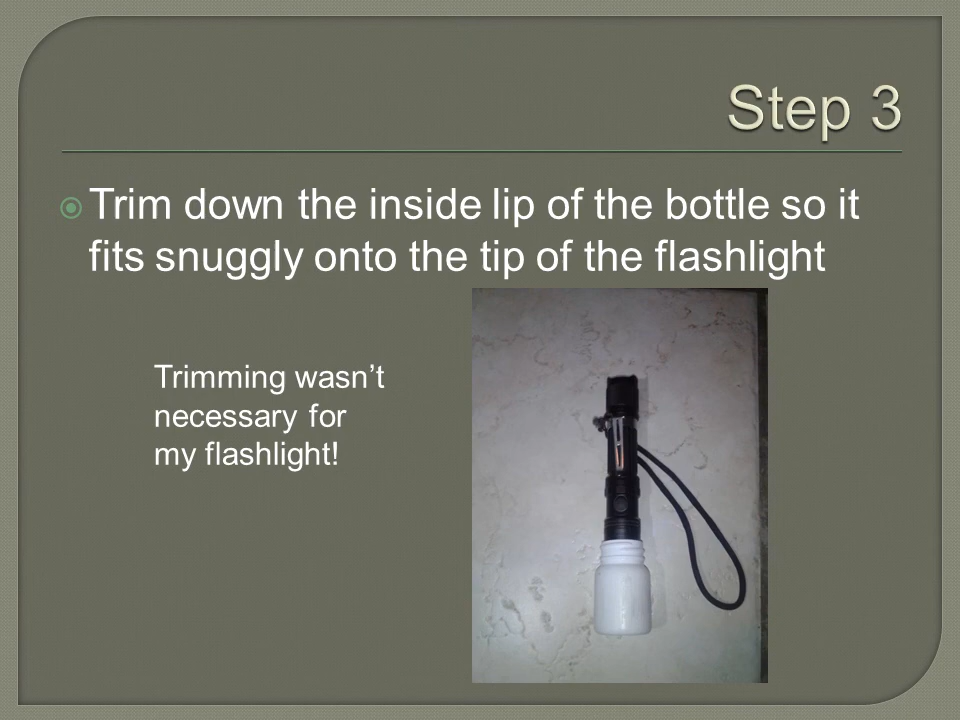 Step 3
Trim down the inside lip of the bottle so it
fits snuggly onto the tip of the flashlight
Trimming wasn’t
necessary for
my flashlight!